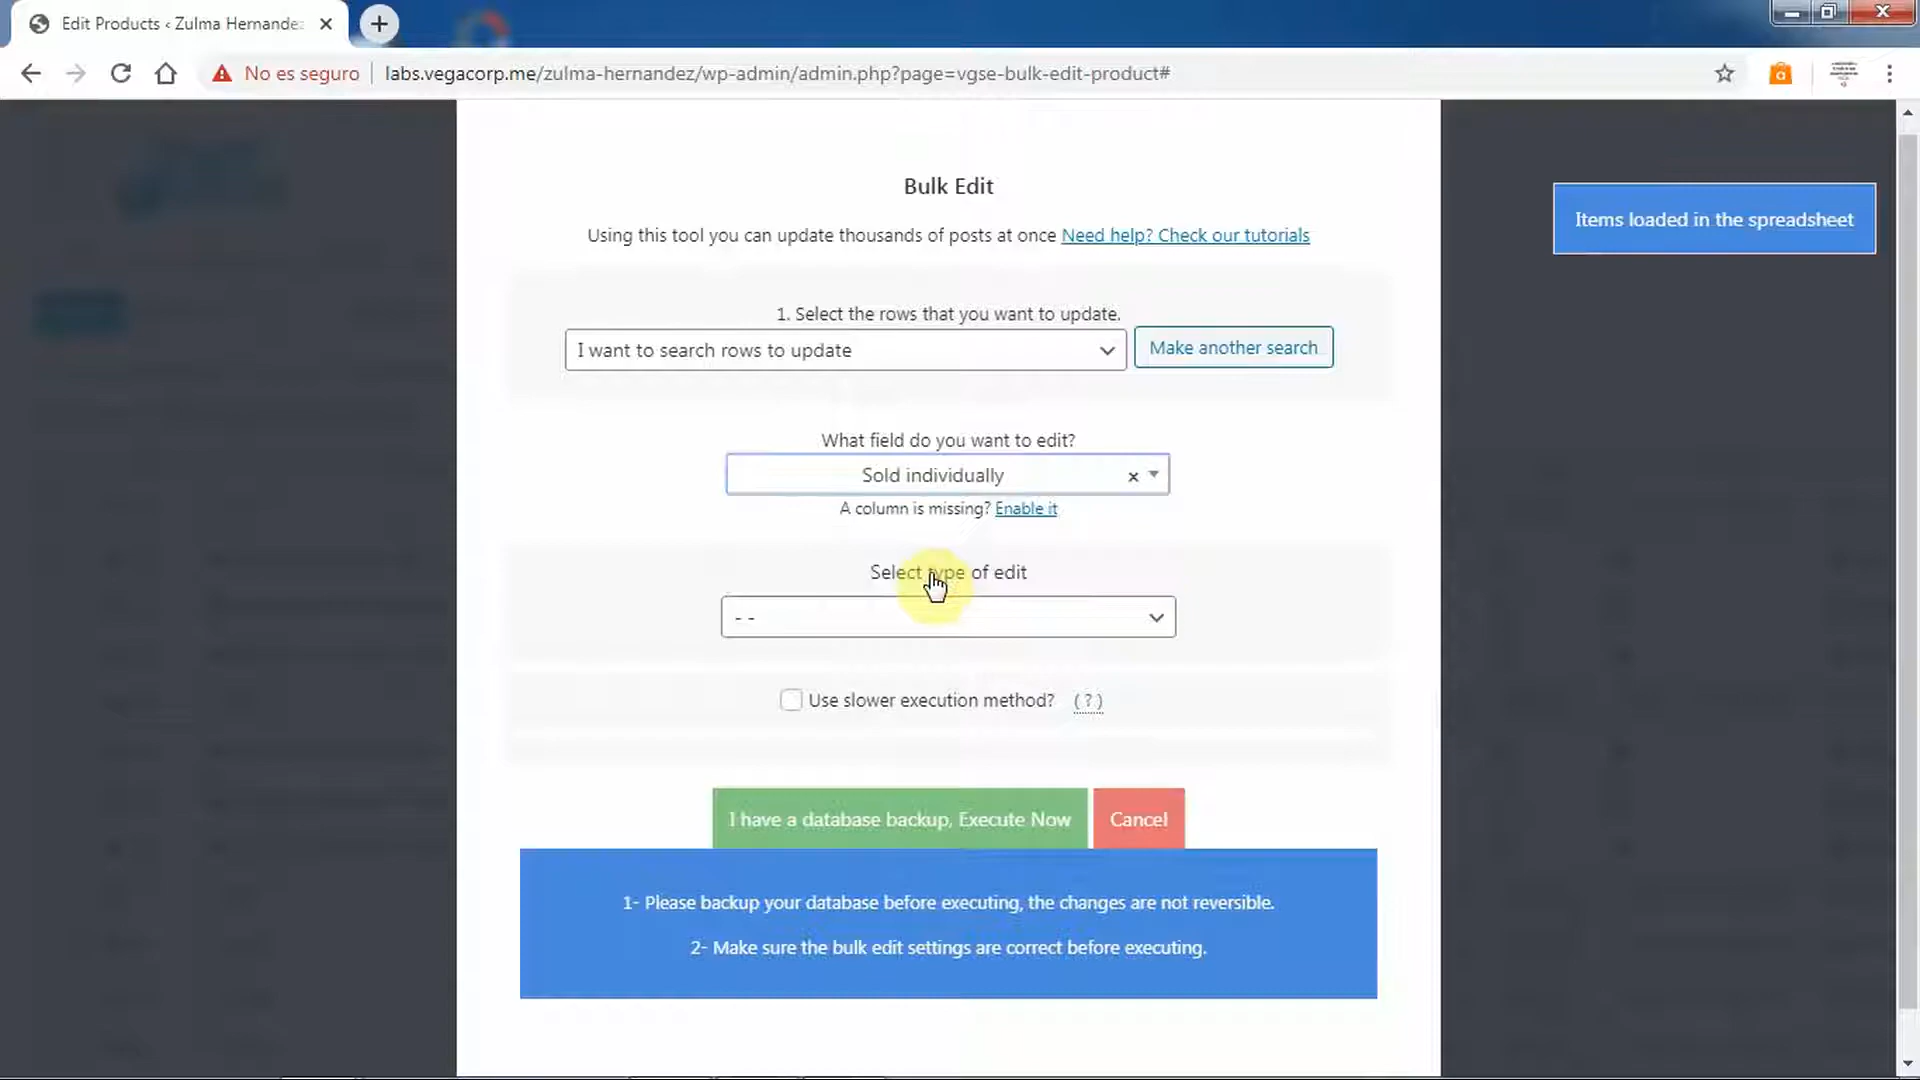 Edit Products ‹ Zulma Hernandez
No es seguro
labs.vegacorp.me/zulma-hernandez/wp-admin/admin.php?page=vgse-bulk-edit-product#
Bulk Edit
Using this tool you can update thousands of posts at once Need help? Check our tutorials
Items loaded in the spreadsheet
1. Select the rows that you want to update.
I want to search rows to update
Make another search
What field do you want to edit?
Sold individually
A column is missing? Enable it
Select type of edit
- -
Use slower execution method? ( ? )
I have a database backup, Execute Now
Cancel
1- Please backup your database before executing, the changes are not reversible.
2- Make sure the bulk edit settings are correct before executing.